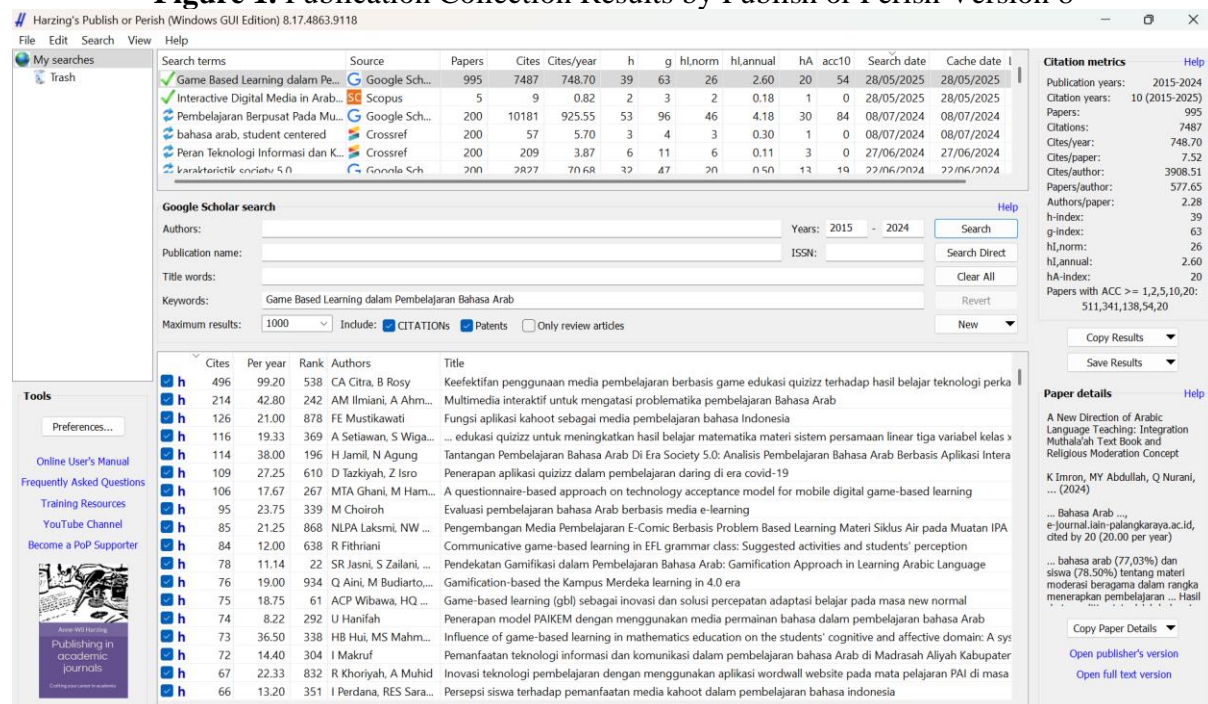 Figure 1. Publication Collection Results by Publish or Perish Version 8
Harzing's Publish or Perish (Windows GUI Edition) 8.17.4863.9118
File Edit Search View Help
My searches
Trash
Search terms Source Papers Cites Cites/year h g hI,norm hI,annual hA acc10 Search date Cache date
Game Based Learning dalam Pe... Google Sch... 995 7487 748.70 39 63 26 2.60 20 54 28/05/2025 28/05/2025
Interactive Digital Media in Arab... Scopus 5 9 0.82 2 3 2 0.18 1 0 28/05/2025 28/05/2025
Pembelajaran Berpusat Pada Mu... Google Sch... 200 10181 925.55 53 96 46 4.18 30 84 08/07/2024 08/07/2024
bahasa arab, student centered Crossref 200 57 5.70 3 4 3 0.30 1 0 08/07/2024 08/07/2024
Peran Teknologi Informasi dan K... Crossref 200 209 3.87 6 11 6 0.11 3 0 27/06/2024 27/06/2024
karakteristik society 5.0 Google Sch 200 2827 70.68 32 47 20 0.50 13 19 22/06/2024 22/06/2024
Google Scholar search Help
Authors: Years: 2015 - 2024 Search
Publication name: ISSN: Search Direct
Title words: Clear All
Keywords: Game Based Learning dalam Pembelajaran Bahasa Arab Revert
Maximum results: 1000 Include: CITATIONs Patents Only review articles New
Cites Per year Rank Authors Title
h 496 99.20 538 CA Citra, B Rosy Keefektifan penggunaan media pembelajaran berbasis game edukasi quizizz terhadap hasil belajar teknologi perka
h 214 42.80 242 AM Ilmiani, A Ahm... Multimedia interaktif untuk mengatasi problematika pembelajaran Bahasa Arab
h 126 21.00 878 FE Mustikawati Fungsi aplikasi kahoot sebagai media pembelajaran bahasa Indonesia
h 116 19.33 369 A Setiawan, S Wiga... ... edukasi quizizz untuk meningkatkan hasil belajar matematika materi sistem persamaan linear tiga variabel kelas x
h 114 38.00 196 H Jamil, N Agung Tantangan Pembelajaran Bahasa Arab Di Era Society 5.0: Analisis Pembelajaran Bahasa Arab Berbasis Aplikasi Intera
h 109 27.25 610 D Tazkiyah, Z Isro Penerapan aplikasi quizizz dalam pembelajaran daring di era covid-19
h 106 17.67 267 MTA Ghani, M Ham... A questionnaire-based approach on technology acceptance model for mobile digital game-based learning
h 95 23.75 339 M Choiroh Evaluasi pembelajaran bahasa Arab berbasis media e-learning
h 85 21.25 868 NLPA Laksmi, NW ... Pengembangan Media Pembelajaran E-Comic Berbasis Problem Based Learning Materi Siklus Air pada Muatan IPA
h 84 12.00 638 R Fithriani Communicative game-based learning in EFL grammar class: Suggested activities and students' perception
h 78 11.14 22 SR Jasni, S Zailani, ... Pendekatan Gamifikasi dalam Pembelajaran Bahasa Arab: Gamification Approach in Learning Arabic Language
h 76 19.00 934 Q Aini, M Budiarto,... Gamification-based the Kampus Merdeka learning in 4.0 era
h 75 18.75 61 ACP Wibawa, HQ ... Game-based learning (gbl) sebagai inovasi dan solusi percepatan adaptasi belajar pada masa new normal
h 74 8.22 292 U Hanifah Penerapan model PAIKEM dengan menggunakan media permainan bahasa dalam pembelajaran bahasa Arab
h 73 36.50 338 HB Hui, MS Mahm... Influence of game-based learning in mathematics education on the students' cognitive and affective domain: A sys
h 72 14.40 304 I Makruf Pemanfaatan teknologi informasi dan komunikasi dalam pembelajaran bahasa Arab di Madrasah Aliyah Kabupater
h 67 22.33 832 R Khoriyah, A Muhid Inovasi teknologi pembelajaran dengan menggunakan aplikasi wordwall website pada mata pelajaran PAI di masa
h 66 13.20 351 I Perdana, RES Sara... Persepsi siswa terhadap pemanfaatan media kahoot dalam pembelajaran bahasa indonesia
Tools
Preferences...
Online User's Manual
Frequently Asked Questions
Training Resources
YouTube Channel
Become a PoP Supporter
Anne-Wil Harzing
Publishing in
academic
journals
Citation metrics Help
Publication years: 2015-2024
Citation years: 10 (2015-2025)
Papers: 995
Citations: 7487
Cites/year: 748.70
Cites/paper: 7.52
Cites/author: 3908.51
Papers/author: 577.65
Authors/paper: 2.28
h-index: 39
g-index: 63
hI,norm: 26
hI,annual: 2.60
hA-index: 20
Papers with ACC >= 1,2,5,10,20:
511,341,138,54,20
Copy Results
Save Results
Paper details Help
A New Direction of Arabic
Language Teaching: Integration
Muthala'ah Text Book and
Religious Moderation Concept
K Imron, MY Abdullah, Q Nurani,
... (2024)
... Bahasa Arab ...,
e-journal.iain-palangkaraya.ac.id,
cited by 20 (20.00 per year)
... bahasa arab (77,03%) dan
siswa (78.50%) tentang materi
moderasi beragama dalam rangka
menerapkan pembelajaran ... Hasil
Copy Paper Details
Open publisher's version
Open full text version